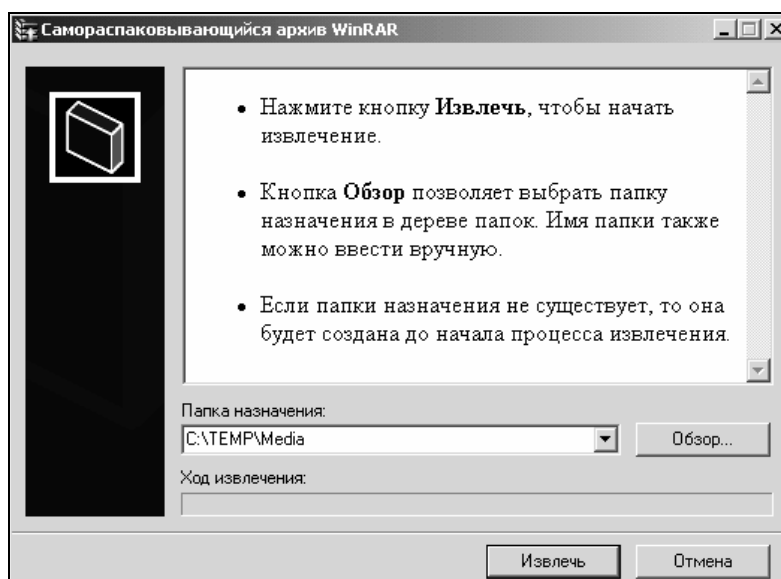 Самораспаковывающийся архив WinRAR
• Нажмите кнопку Извлечь, чтобы начать
извлечение.
• Кнопка Обзор позволяет выбрать папку
назначения в дереве папок. Имя папки также
можно ввести вручную.
• Если папки назначения не существует, то она
будет создана до начала процесса извлечения.
Папка назначения:
C:\TEMP\Media
Обзор...
Ход извлечения:
Извлечь
Отмена